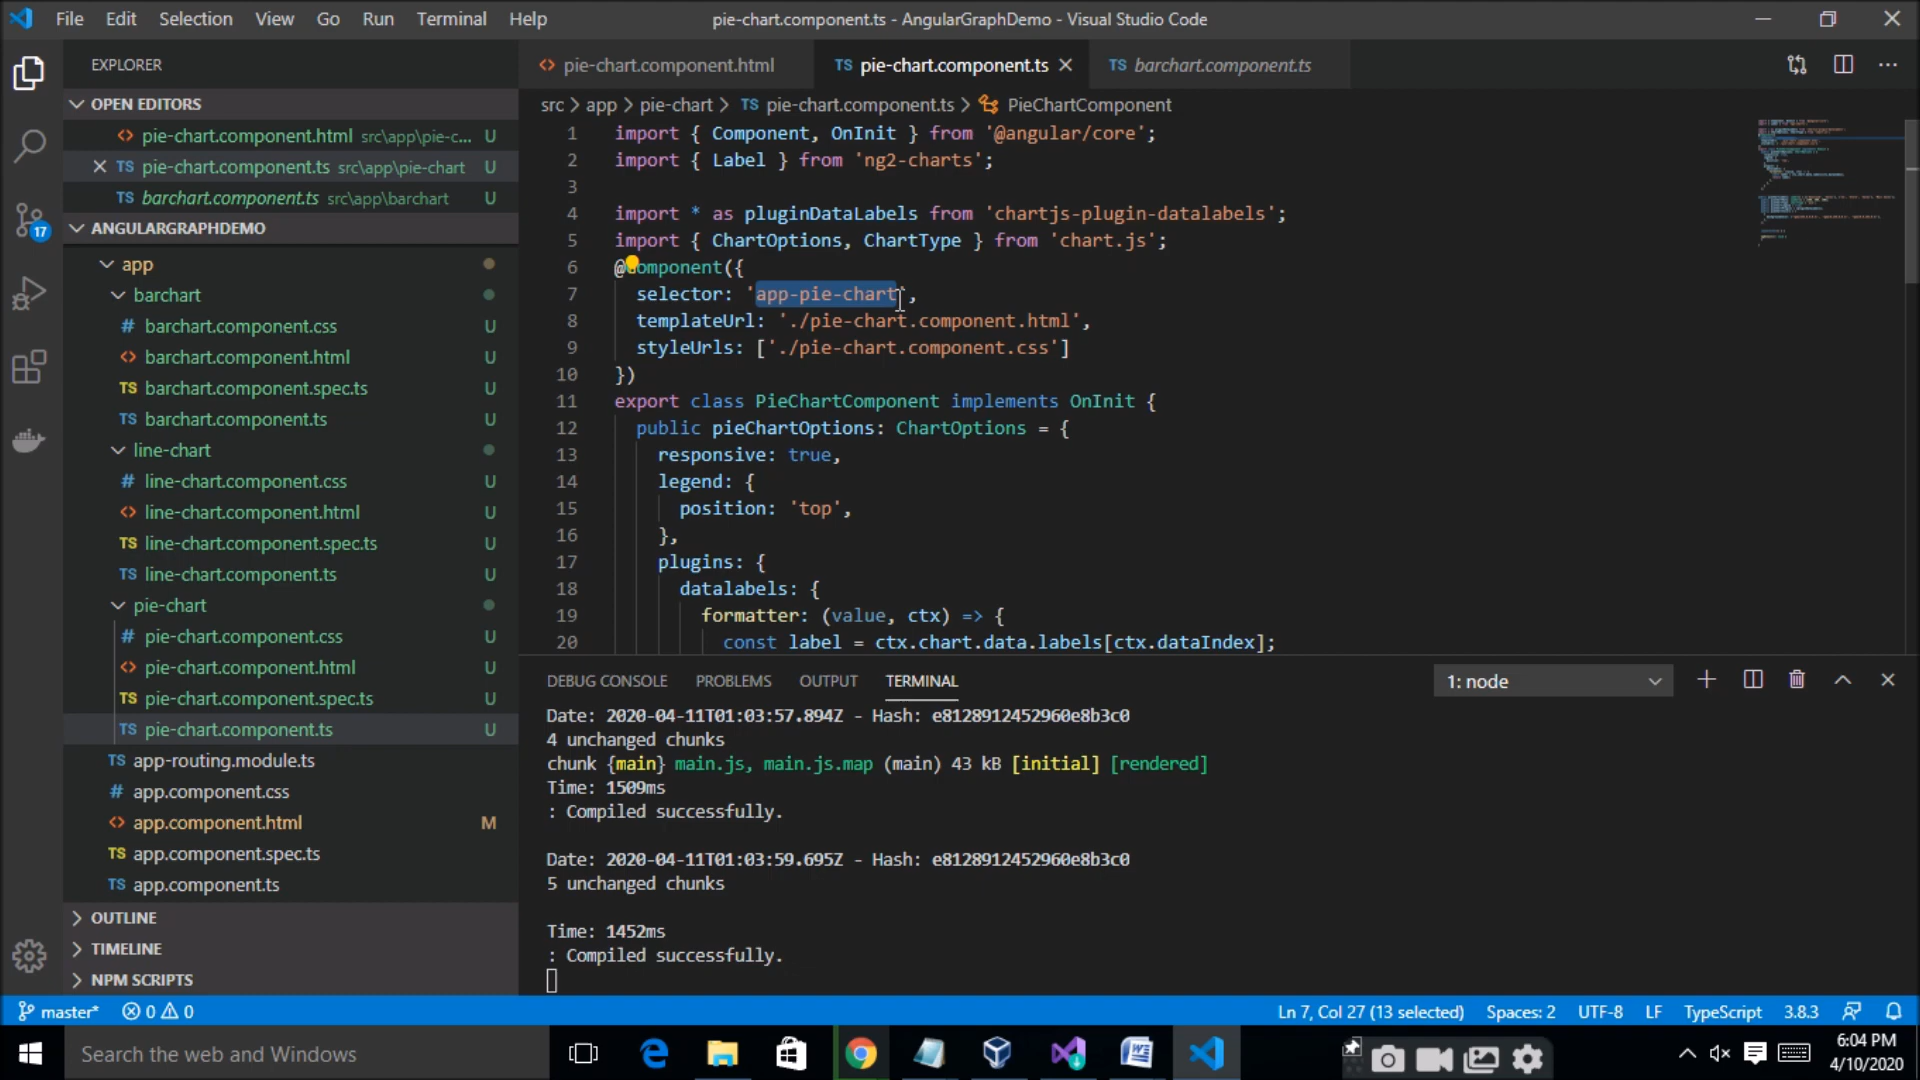 File Edit Selection View Go Run Terminal Help
pie-chart.component.ts - AngularGraphDemo - Visual Studio Code
EXPLORER
OPEN EDITORS
<> pie-chart.component.html src\app\pie-c... U
TS pie-chart.component.ts src\app\pie-chart U
TS barchart.component.ts src\app\barchart U
17
ANGULARGRAPHDEMO
app
barchart
# barchart.component.css U
<> barchart.component.html U
TS barchart.component.spec.ts U
TS barchart.component.ts U
line-chart
# line-chart.component.css U
<> line-chart.component.html U
TS line-chart.component.spec.ts U
TS line-chart.component.ts U
pie-chart
# pie-chart.component.css U
<> pie-chart.component.html U
TS pie-chart.component.spec.ts U
TS pie-chart.component.ts U
TS app-routing.module.ts
# app.component.css
<> app.component.html M
TS app.component.spec.ts
TS app.component.ts
OUTLINE
TIMELINE
NPM SCRIPTS
<> pie-chart.component.html TS pie-chart.component.ts TS barchart.component.ts
src > app > pie-chart > TS pie-chart.component.ts > PieChartComponent
1 import { Component, OnInit } from '@angular/core';
2 import { Label } from 'ng2-charts';
3
4 import * as pluginDataLabels from 'chartjs-plugin-datalabels';
5 import { ChartOptions, ChartType } from 'chart.js';
6 @Component({
7 selector: 'app-pie-chart',
8 templateUrl: './pie-chart.component.html',
9 styleUrls: ['./pie-chart.component.css']
10 })
11 export class PieChartComponent implements OnInit {
12 public pieChartOptions: ChartOptions = {
13 responsive: true,
14 legend: {
15 position: 'top',
16 },
17 plugins: {
18 datalabels: {
19 formatter: (value, ctx) => {
20 const label = ctx.chart.data.labels[ctx.dataIndex];
DEBUG CONSOLE PROBLEMS OUTPUT TERMINAL 1: node
Date: 2020-04-11T01:03:57.894Z - Hash: e8128912452960e8b3c0
4 unchanged chunks
chunk {main} main.js, main.js.map (main) 43 kB [initial] [rendered]
Time: 1509ms
: Compiled successfully.
Date: 2020-04-11T01:03:59.695Z - Hash: e8128912452960e8b3c0
5 unchanged chunks
Time: 1452ms
: Compiled successfully.
master* 0 0 Ln 7, Col 27 (13 selected) Spaces: 2 UTF-8 LF TypeScript 3.8.3
Search the web and Windows
6:04 PM
4/10/2020